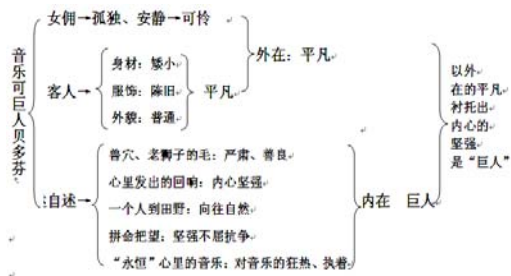 音乐可巨人贝多芬
女佣→孤独、安静→可怜
客人→
身材：矮小
服饰：陈旧
外貌：普通
平凡
外在：平凡
自述→
兽穴、老狮子的毛：严肃、善良
心里发出的回响：内心坚强
一个人到田野：向往自然
拼命把望：坚强不屈抗争
“永恒”心里的音乐：对音乐的狂热、执着
内在 巨人
以外
在的平凡
衬托出
内心的
坚强
是“巨人”